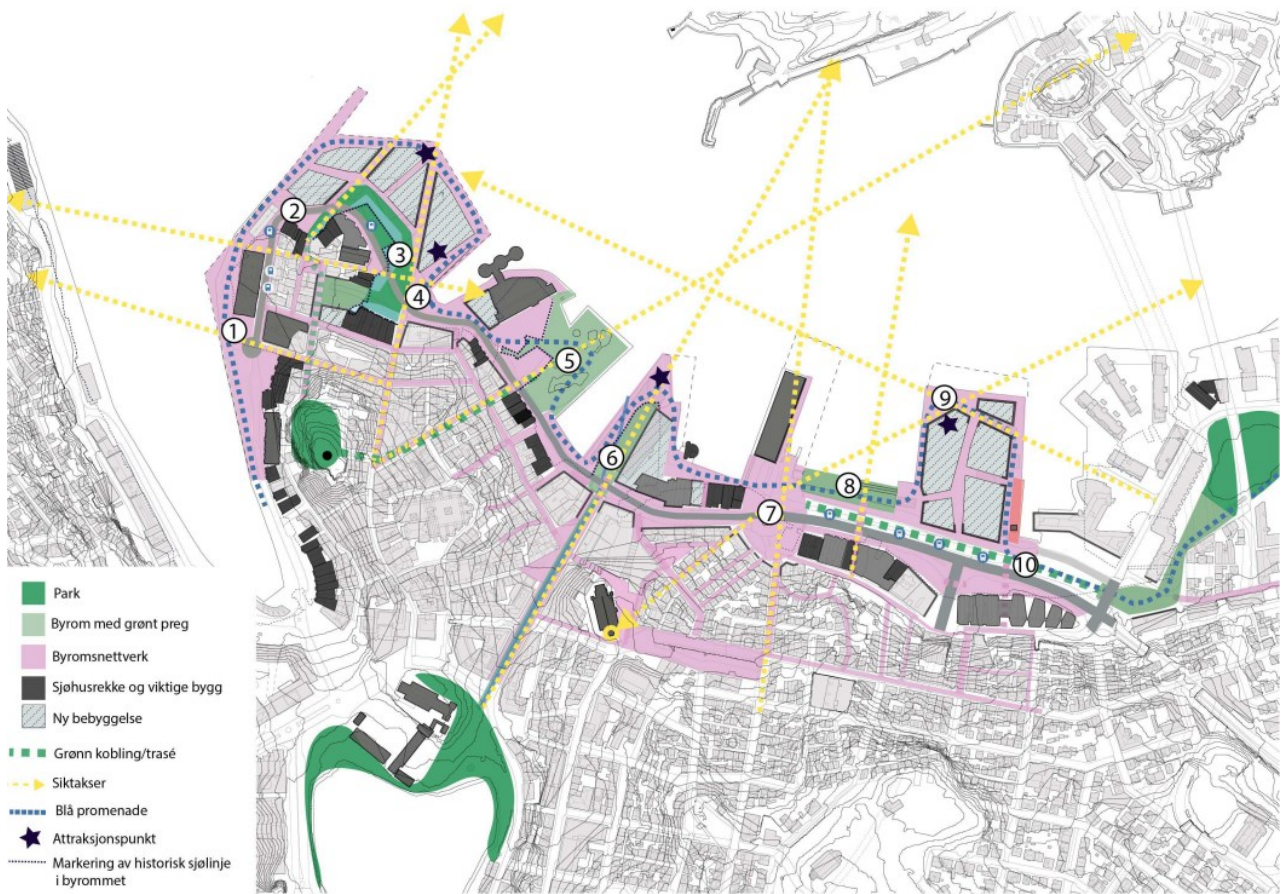 2
3
4
1
5
9
6
8
7
10
Park
Byrom med grønt preg
Byromsnettverk
Sjøhusrekke og viktige bygg
Ny bebyggelse
Grønn kobling/trasé
Siktakser
Blå promenade
Attraksjonspunkt
Markering av historisk sjølinje
i byrommet